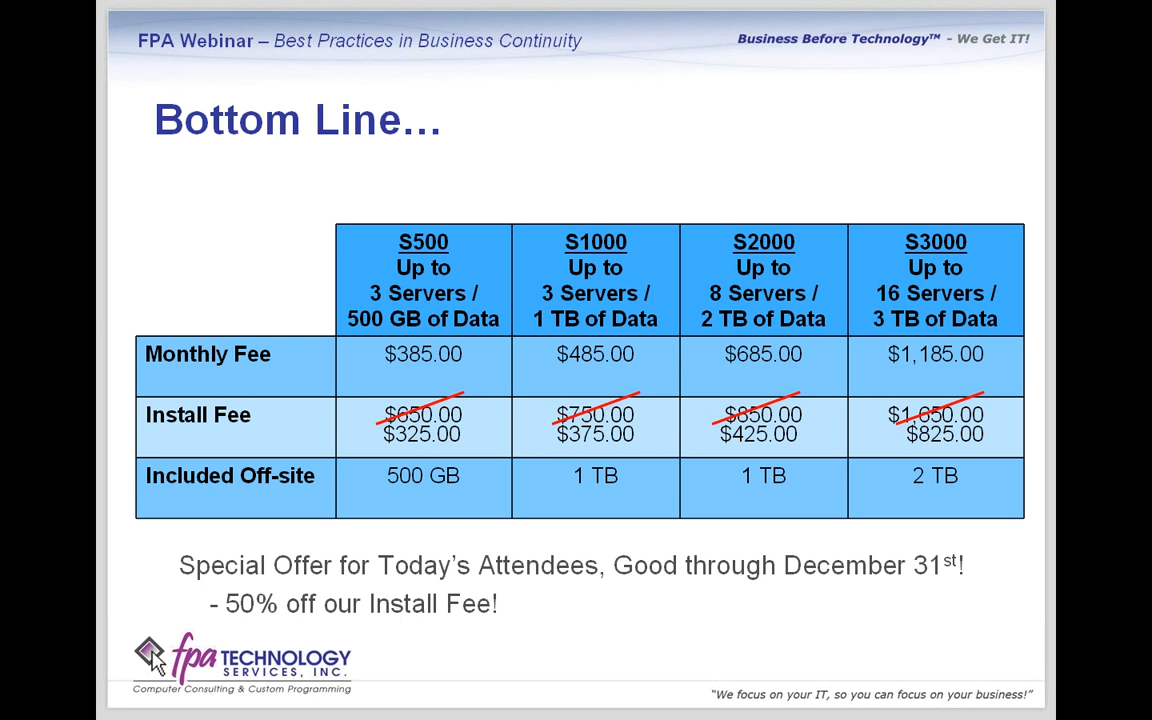 FPA Webinar – Best Practices in Business Continuity
Business Before Technology™ - We Get IT!
Bottom Line…
S500
Up to
3 Servers /
500 GB of Data
S1000
Up to
3 Servers /
1 TB of Data
S2000
Up to
8 Servers /
2 TB of Data
S3000
Up to
16 Servers /
3 TB of Data
Monthly Fee $385.00 $485.00 $685.00 $1,185.00
Install Fee $650.00 $750.00 $850.00 $1,650.00
$325.00 $375.00 $425.00 $825.00
Included Off-site 500 GB 1 TB 1 TB 2 TB
Special Offer for Today’s Attendees, Good through December 31st!
- 50% off our Install Fee!
fpa TECHNOLOGY
SERVICES, INC.
Computer Consulting & Custom Programming
“We focus on your IT, so you can focus on your business!”